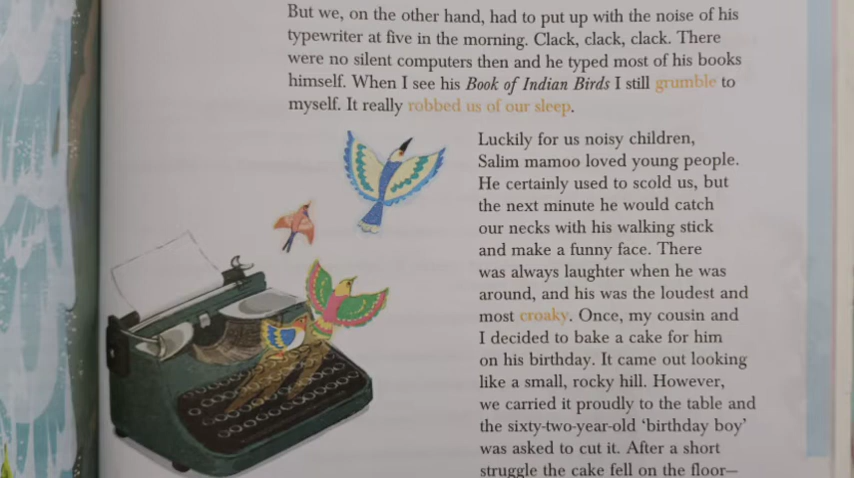 But we, on the other hand, had to put up with the noise of his
typewriter at five in the morning. Clack, clack, clack. There
were no silent computers then and he typed most of his books
himself. When I see his Book of Indian Birds I still grumble to
myself. It really robbed us of our sleep.
Luckily for us noisy children,
Salim mamoo loved young people.
He certainly used to scold us, but
the next minute he would catch
our necks with his walking stick
and make a funny face. There
was always laughter when he was
around, and his was the loudest and
most croaky. Once, my cousin and
I decided to bake a cake for him
on his birthday. It came out looking
like a small, rocky hill. However,
we carried it proudly to the table and
the sixty-two-year-old ‘birthday boy’
was asked to cut it. After a short
struggle the cake fell on the floor—